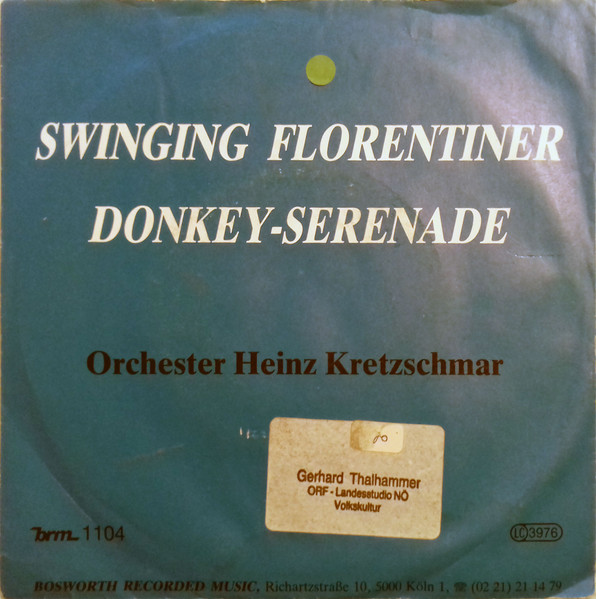 SWINGING FLORENTINER
DONKEY-SERENADE
Orchester Heinz Kretzschmar
Gerhard Thalhammer
ORF - Landesstudio NÖ
Volkskultur
brm 1104
LC 3976
BOSWORTH RECORDED MUSIC, Richartzstraße 10, 5000 Köln 1, ☎ (02 21) 21 14 79